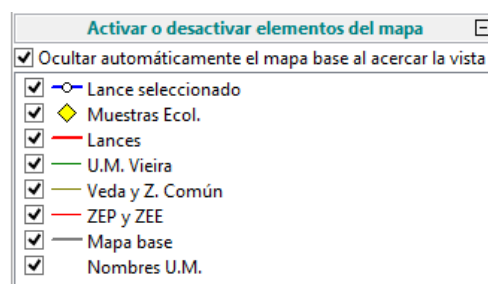 Activar o desactivar elementos del mapa
Ocultar automáticamente el mapa base al acercar la vista
Lance seleccionado
Muestras Ecol.
Lances
U.M. Vieira
Veda y Z. Común
ZEP y ZEE
Mapa base
Nombres U.M.